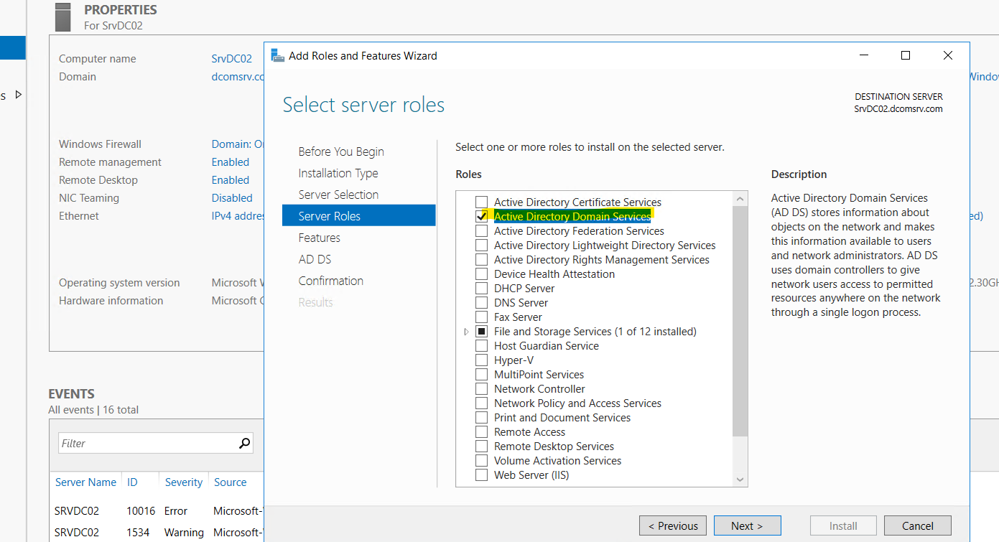 PROPERTIES
For SrvDC02
Computer name SrvDC02
Domain
Windows Firewall
Remote management Enabled
Remote Desktop Enabled
NIC Teaming Disabled
Ethernet IPv4
Operating system version Microsoft
Hardware information Microsoft
EVENTS
All events | 16 total
Filter
Server Name ID Severity Source
SRVDC02 10016 Error
SRVDC02 1534 Warning
Add Roles and Features Wizard
Select server roles
DESTINATION SERVER
SrvDC02.dcomsrv.com
Before You Begin
Installation Type
Server Selection
Server Roles
Features
AD DS
Confirmation
Results
Select one or more roles to install on the selected server.
Roles
Active Directory Certificate Services
Active Directory Domain Services
Active Directory Federation Services
Active Directory Lightweight Directory Services
Active Directory Rights Management Services
Device Health Attestation
DHCP Server
DNS Server
Fax Server
File and Storage Services (1 of 12 installed)
Host Guardian Service
Hyper-V
MultiPoint Services
Network Controller
Network Policy and Access Services
Print and Document Services
Remote Access
Remote Desktop Services
Volume Activation Services
Web Server (IIS)
Description
Active Directory Domain Services
(AD DS) stores information about
objects on the network and makes
this information available to users
and network administrators. AD DS
uses domain controllers to give
network users access to permitted
resources anywhere on the network
through a single logon process.
< Previous
Next >
Install
Cancel